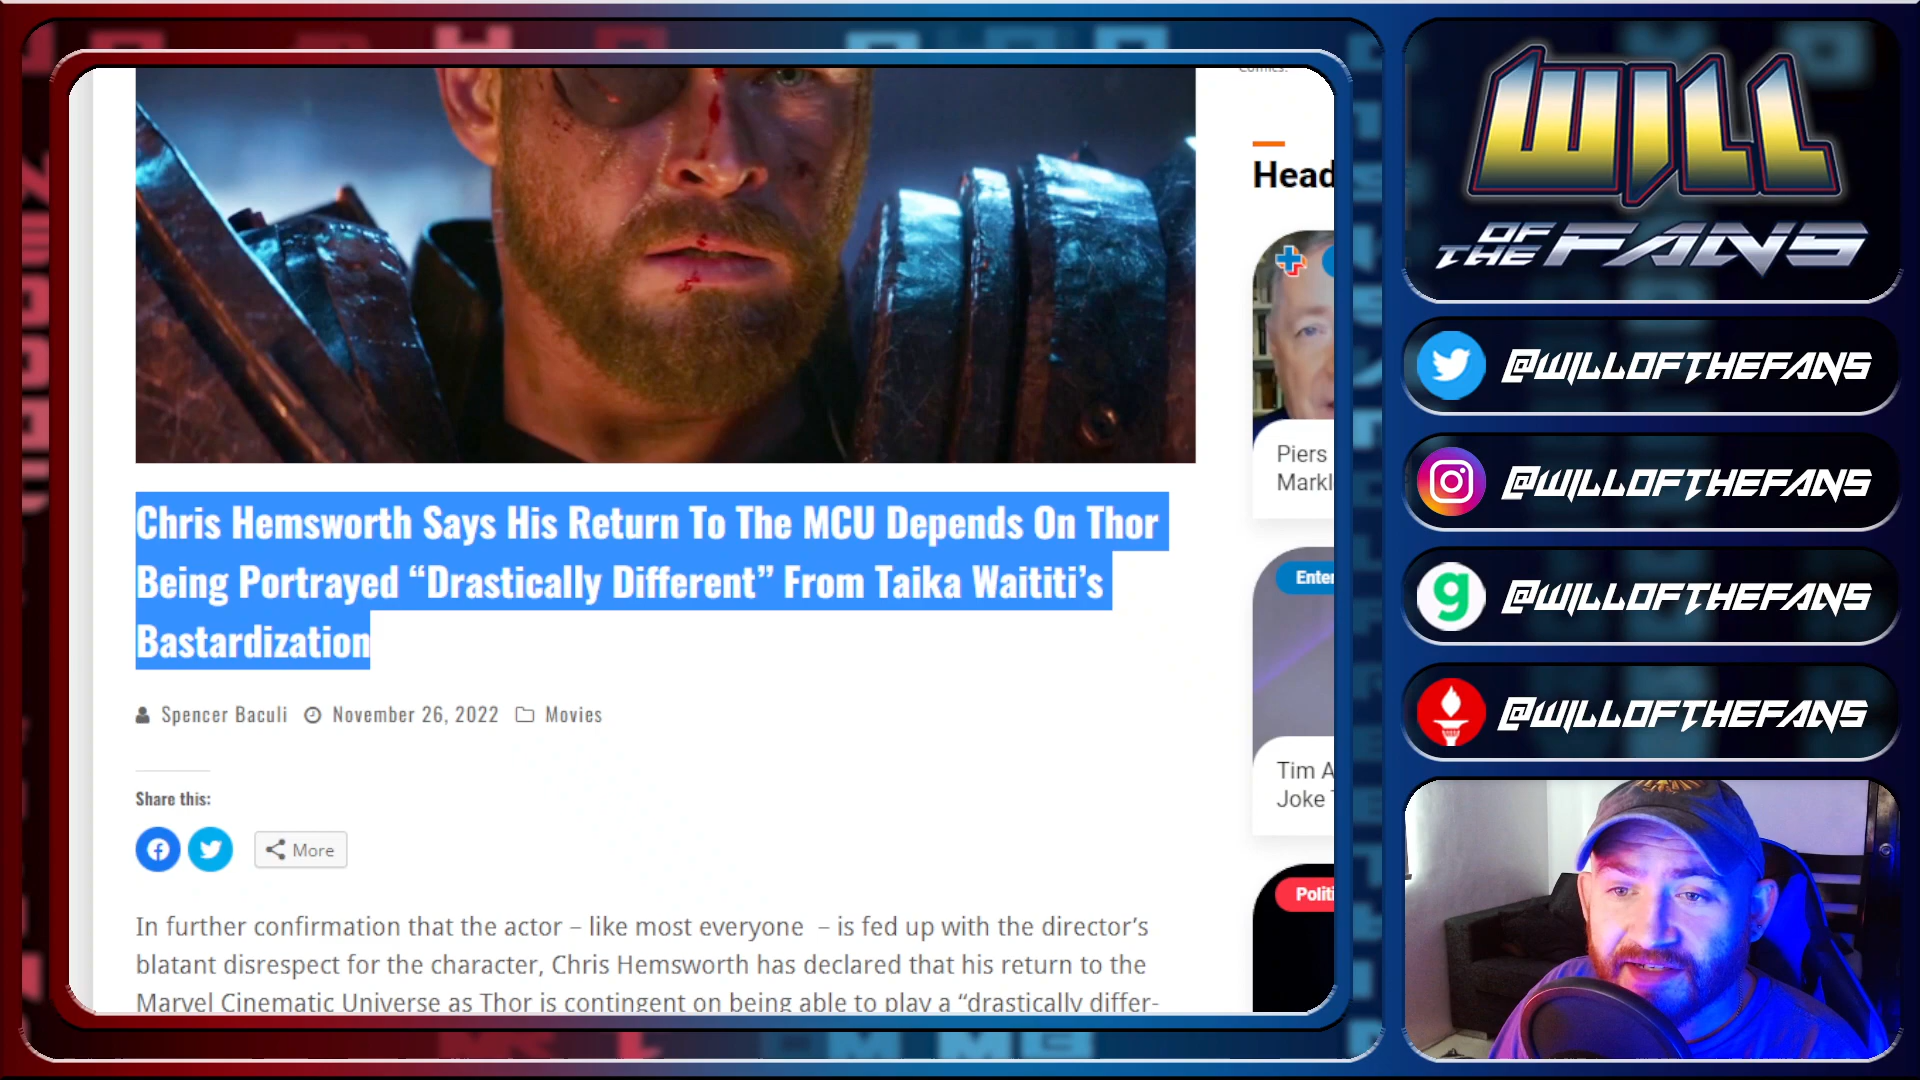 Comics.
Head
Chris Hemsworth Says His Return To The MCU Depends On Thor
Being Portrayed “Drastically Different” From Taika Waititi’s
Bastardization
Spencer Baculi November 26, 2022 Movies
Share this:
More
In further confirmation that the actor – like most everyone – is fed up with the director’s
blatant disrespect for the character, Chris Hemsworth has declared that his return to the
Marvel Cinematic Universe as Thor is contingent on being able to play a “drastically differ-
Piers
Markl
Enter
Tim A
Joke
Politi
WILL
OF
THE FANS
@WILLOFTHEFANS
@WILLOFTHEFANS
g
@WILLOFTHEFANS
@WILLOFTHEFANS